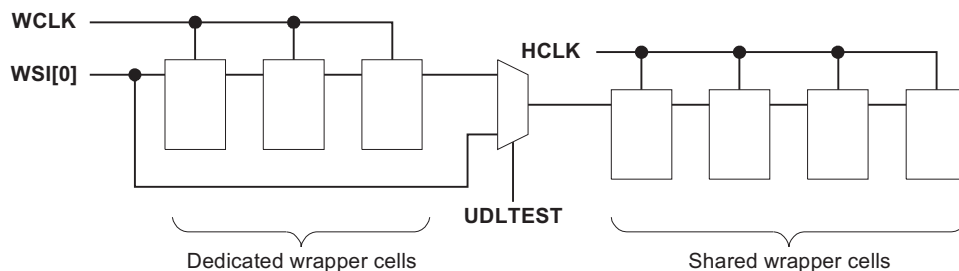 WCLK
HCLK
WSI[0]
UDLTEST
Dedicated wrapper cells
Shared wrapper cells